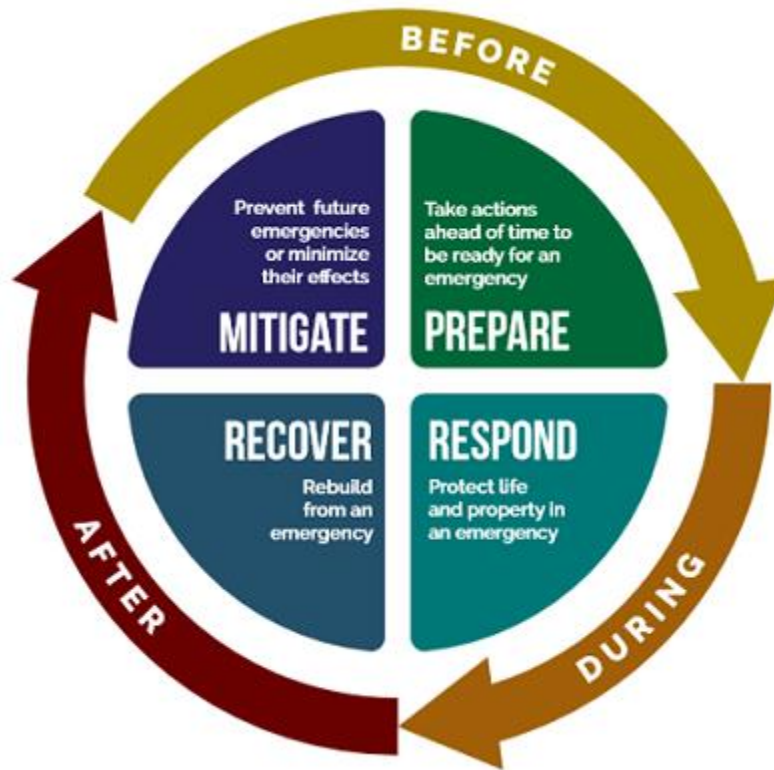 BEFORE
Prevent future
emergencies
or minimize
their effects
MITIGATE
Take actions
ahead of time to
be ready for an
emergency
PREPARE
RECOVER
Rebuild
from an
emergency
RESPOND
Protect life
and property in
an emergency
AFTER
DURING